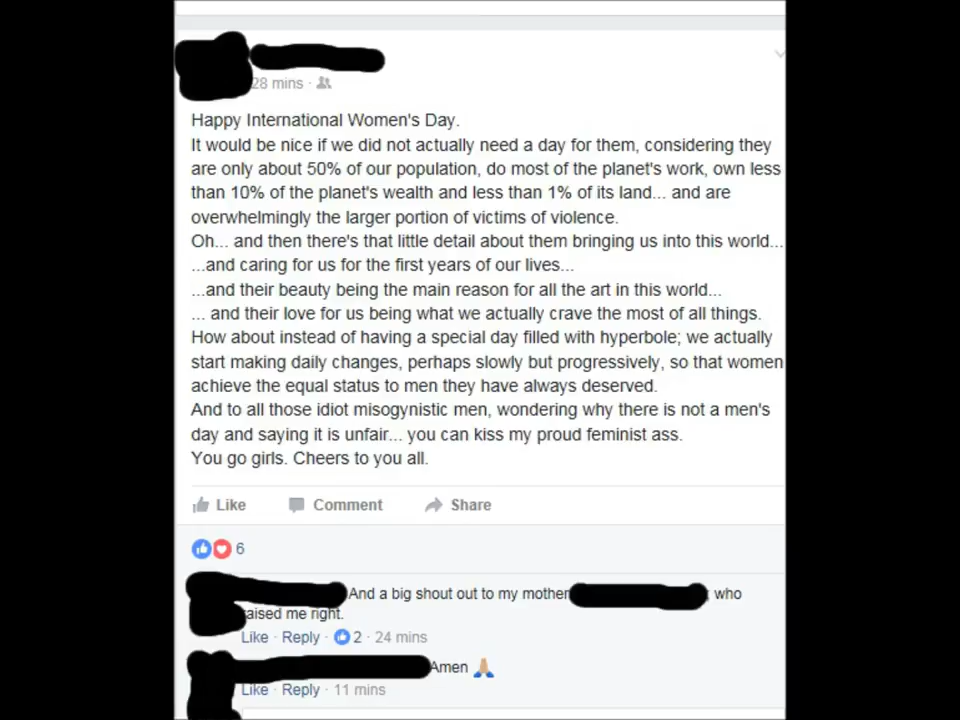 28 mins ·
Happy International Women's Day.
It would be nice if we did not actually need a day for them, considering they
are only about 50% of our population, do most of the planet's work, own less
than 10% of the planet's wealth and less than 1% of its land... and are
overwhelmingly the larger portion of victims of violence.
Oh... and then there's that little detail about them bringing us into this world...
...and caring for us for the first years of our lives...
...and their beauty being the main reason for all the art in this world...
... and their love for us being what we actually crave the most of all things.
How about instead of having a special day filled with hyperbole; we actually
start making daily changes, perhaps slowly but progressively, so that women
achieve the equal status to men they have always deserved.
And to all those idiot misogynistic men, wondering why there is not a men's
day and saying it is unfair... you can kiss my proud feminist ass.
You go girls. Cheers to you all.
Like Comment Share
6
And a big shout out to my mother who
raised me right.
Like · Reply · 2 · 24 mins
Amen 🙏
Like · Reply · 11 mins